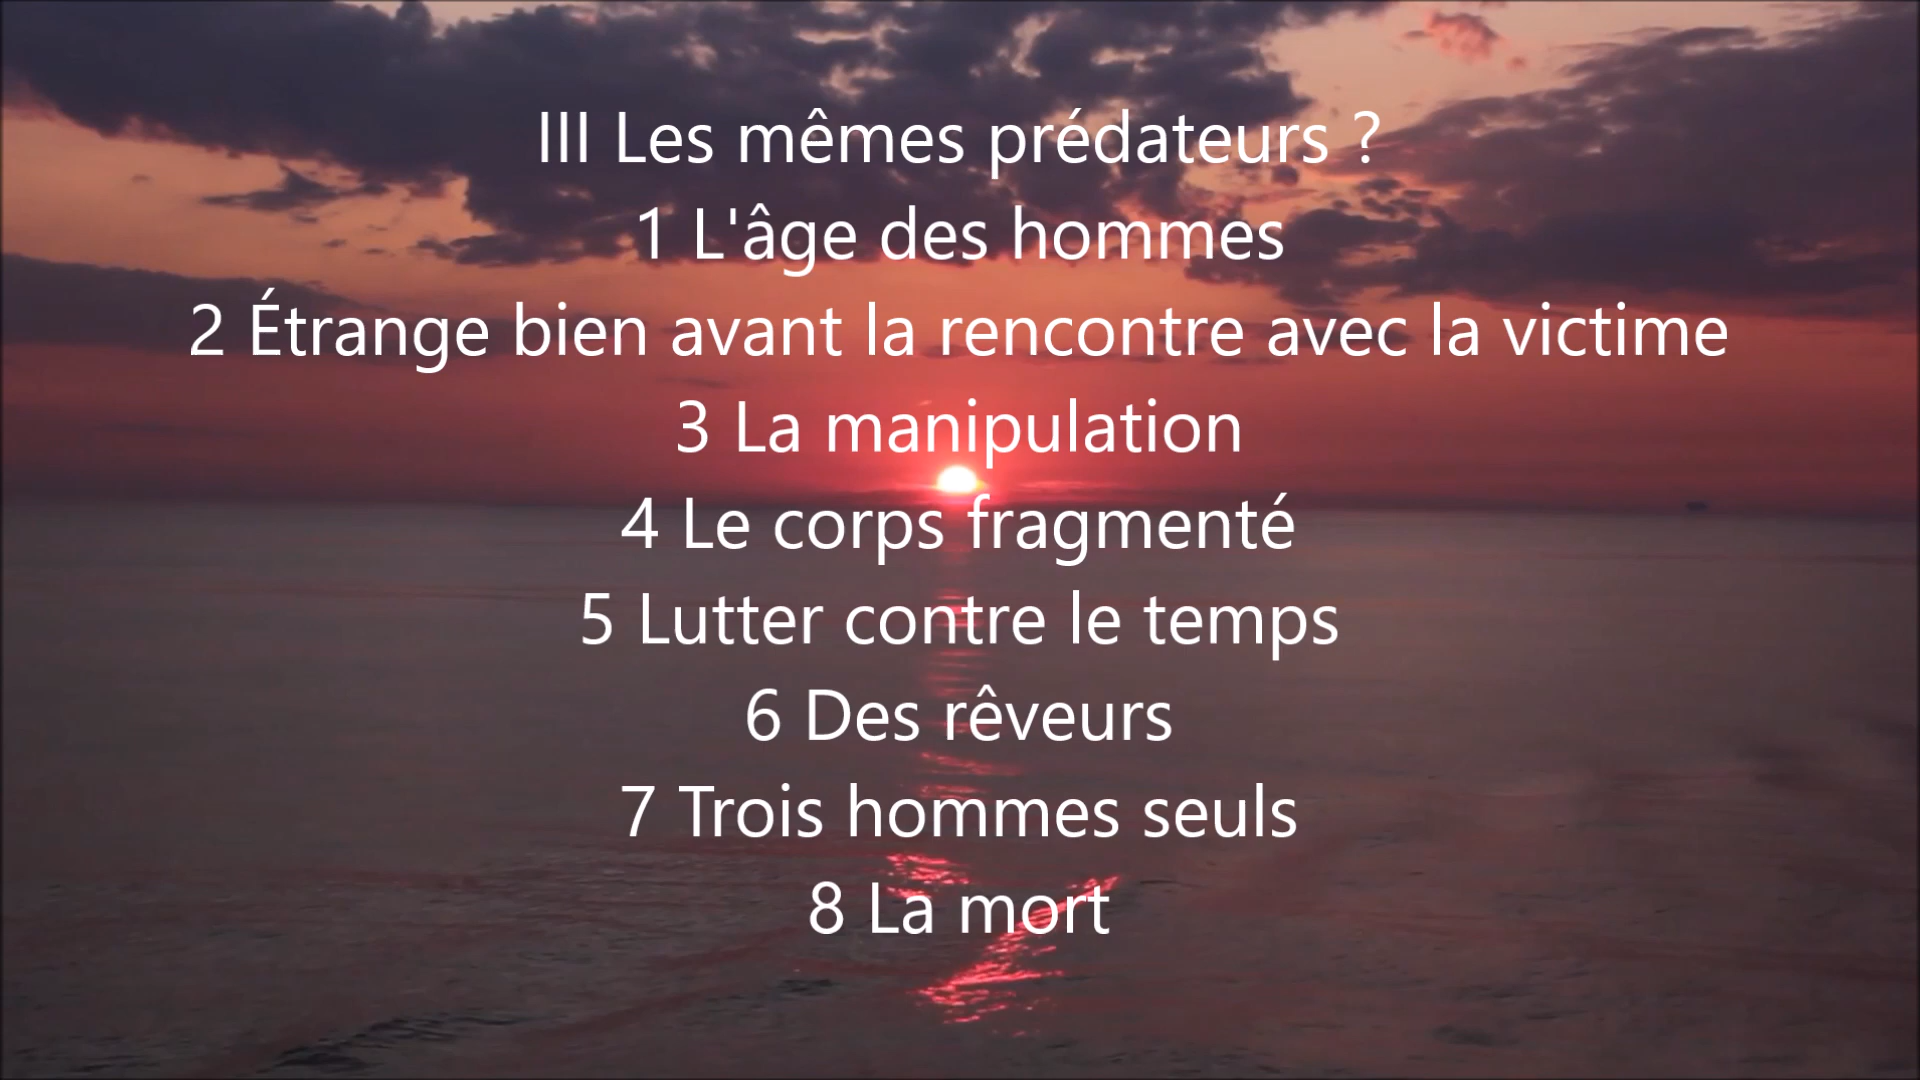 III Les mêmes prédateurs ?
1 L'âge des hommes
2 Étrange bien avant la rencontre avec la victime
3 La manipulation
4 Le corps fragmenté
5 Lutter contre le temps
6 Des rêveurs
7 Trois hommes seuls
8 La mort